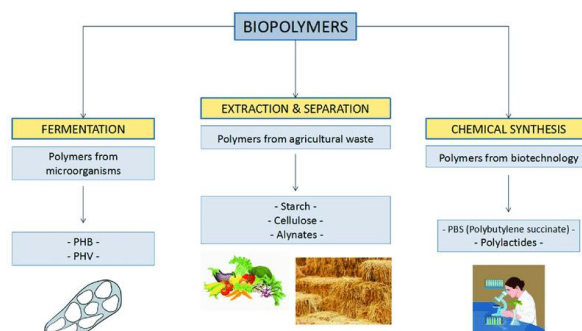 BIOPOLYMERS
FERMENTATION
Polymers from
microorganisms
- PHB -
- PHV -
EXTRACTION & SEPARATION
Polymers from agricultural waste
- Starch -
- Cellulose -
- Alynates -
CHEMICAL SYNTHESIS
Polymers from biotechnology
- PBS (Polybutylene succinate) -
- Polylactides -